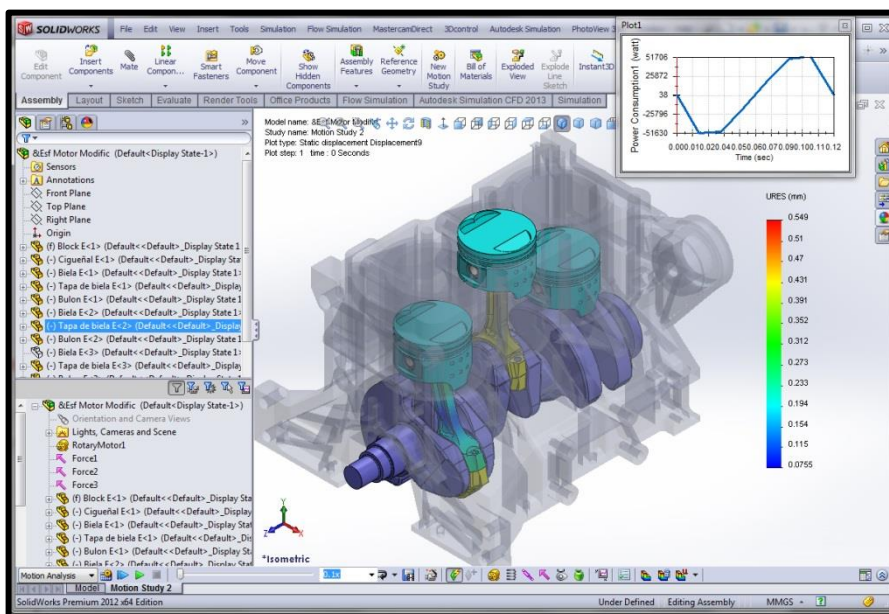 SOLIDWORKS File Edit View Insert Tools Simulation Flow Simulation MastercamDirect 3Dcontrol Autodesk Simulation PhotoView 3
Edit Component
Insert Components
Mate
Linear Compon...
Smart Fasteners
Move Component
Show Hidden Components
Assembly Features
Reference Geometry
New Motion Study
Bill of Materials
Exploded View
Explode Line Sketch
Instant3D
Assembly Layout Sketch Evaluate Render Tools Office Products Flow Simulation Autodesk Simulation CFD 2013 Simulation
Plot1
Power Consumption1 (watt)
51706
25872
38
-25796
-51630
0.000.010.020.040.050.060.070.080.090.100.110.12
Time (sec)
Model name: &Esf Motor Modific
Study name: Motion Study 2
Plot type: Static displacement Displacement9
Plot step: 1 time : 0 Seconds
&Esf Motor Modific (Default<Display State-1>)
Sensors
Annotations
Front Plane
Top Plane
Right Plane
Origin
(f) Block E<1> (Default<<Default>_Display State 1
(-) Cigueñal E<1> (Default<<Default>_Display Sta
(-) Biela E<1> (Default<<Default>_Display State 1>
(-) Tapa de biela E<1> (Default<<Default>_Display
(-) Bulon E<1> (Default<<Default>_Display State 1
(-) Biela E<2> (Default<<Default>_Display State 1>
(-) Tapa de biela E<2> (Default<<Default>_Display
(-) Bulon E<2> (Default<<Default>_Display State 1
(-) Biela E<3> (Default<<Default>_Display State 1>
(-) Tapa de biela E<3> (Default<<Default>_Display
&Esf Motor Modific (Default<Display State-1>)
Orientation and Camera Views
Lights, Cameras and Scene
RotaryMotor1
Force1
Force2
Force3
(f) Block E<1> (Default<<Default>_Display Sta
(-) Cigueñal E<1> (Default<<Default>_Display
(-) Biela E<1> (Default<<Default>_Display Stat
(-) Tapa de biela E<1> (Default<<Default>_Dis
(-) Bulon E<1> (Default<<Default>_Display Sta
(-) Biela E<2> (Default<<Default>_Display Stat
URES (mm)
0.549
0.51
0.47
0.431
0.391
0.352
0.312
0.273
0.233
0.194
0.154
0.115
0.0755
Y
Z
X
*Isometric
Motion Analysis
0.1x
Model Motion Study 2
SolidWorks Premium 2012 x64 Edition
Under Defined Editing Assembly MMGS